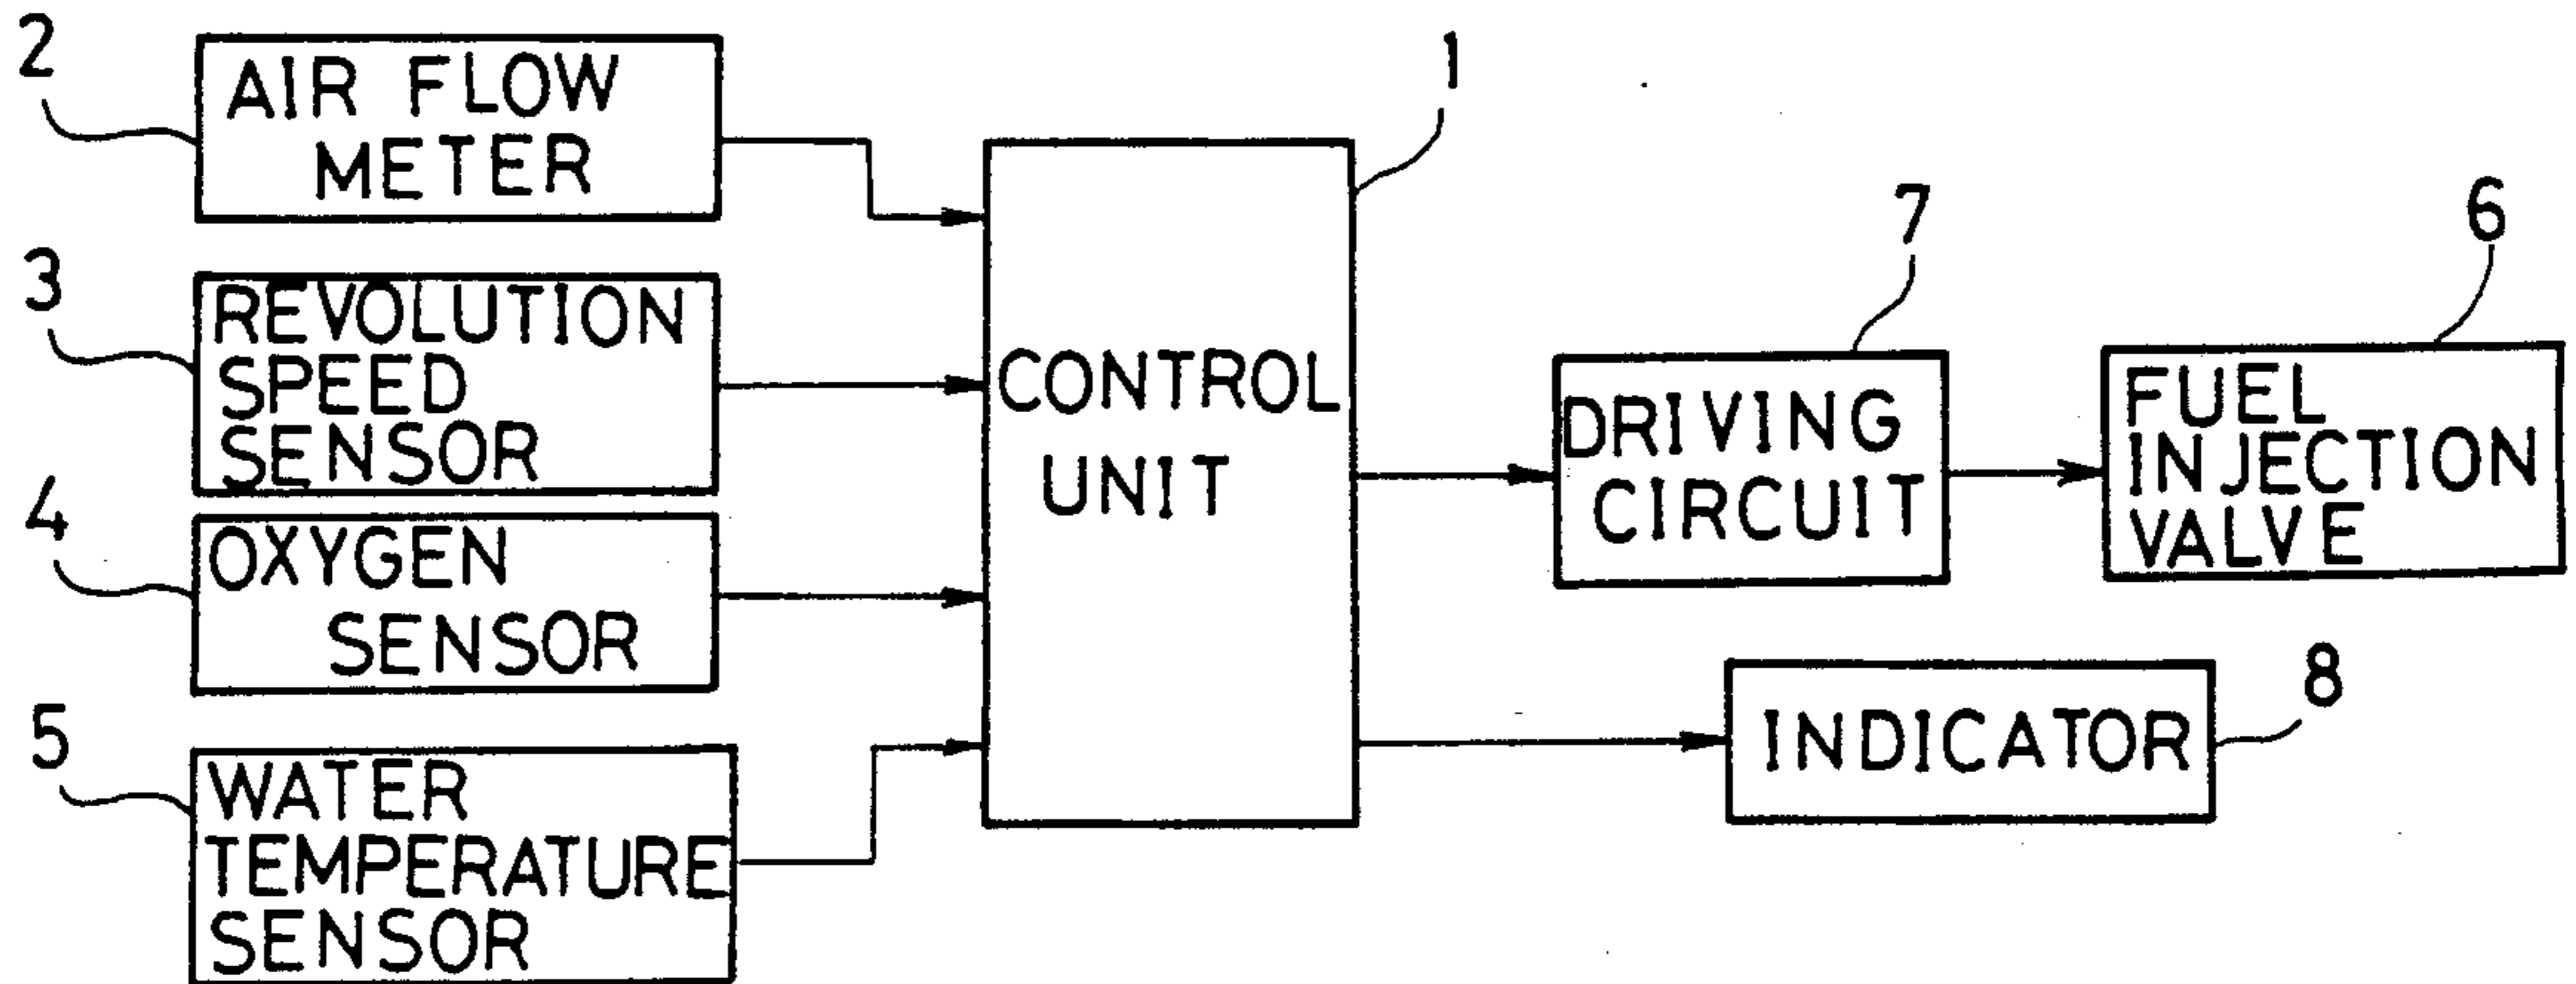 2
AIR FLOW
METER
3
REVOLUTION
SPEED
SENSOR
4
OXYGEN
SENSOR
5
WATER
TEMPERATURE
SENSOR
1
CONTROL
UNIT
7
DRIVING
CIRCUIT
6
FUEL
INJECTION
VALVE
8
INDICATOR